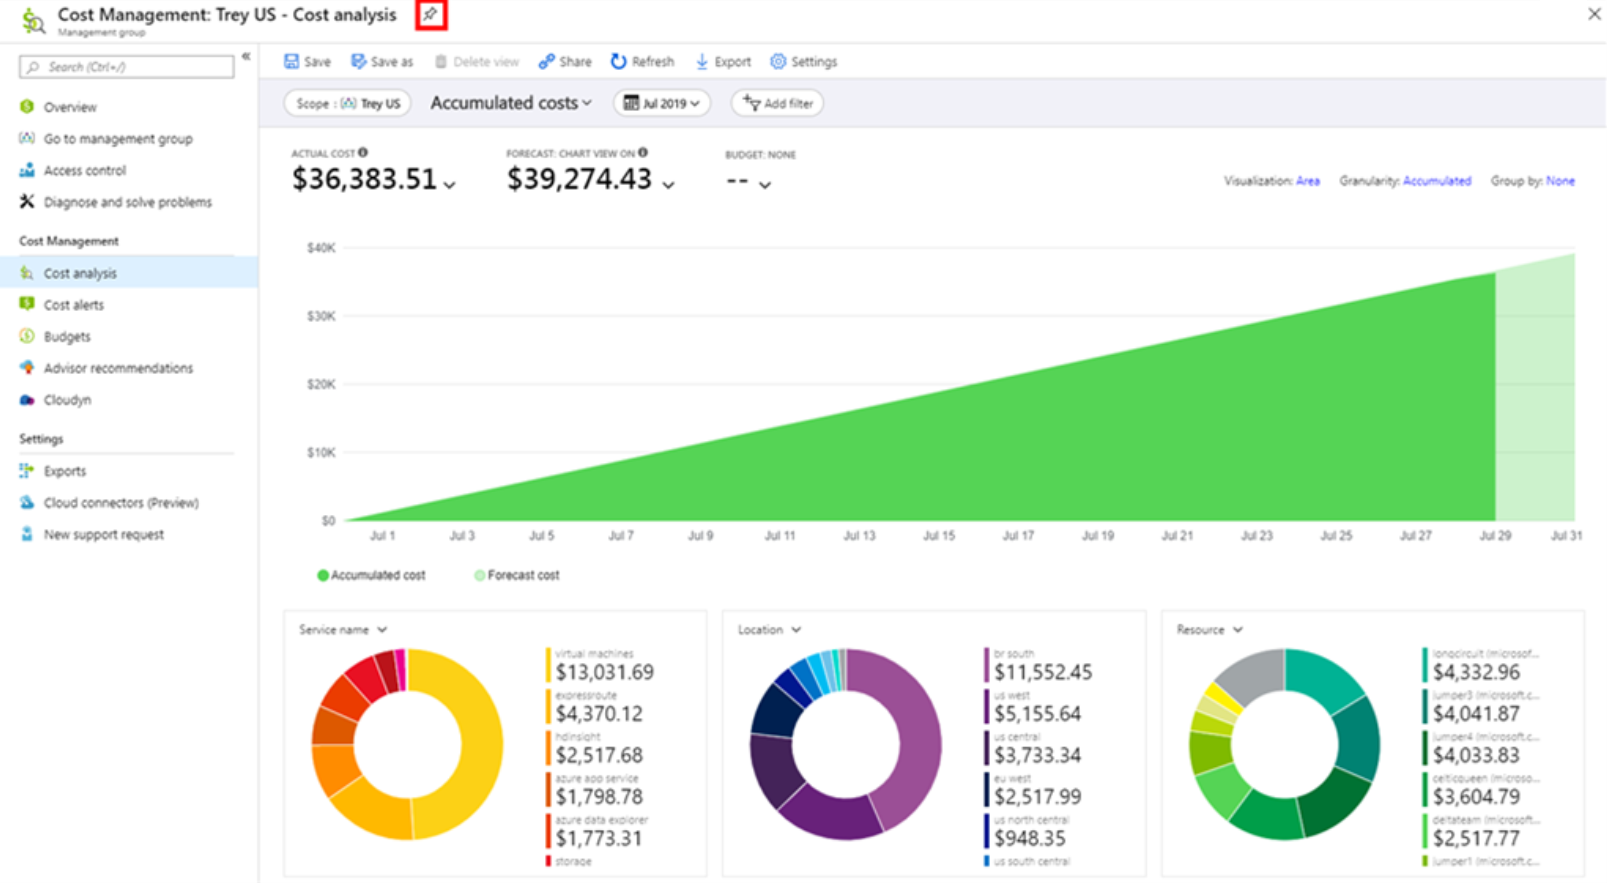 Cost Management: Trey US - Cost analysis
Management group
Search (Ctrl+/)
Overview
Go to management group
Access control
Diagnose and solve problems
Cost Management
Cost analysis
Cost alerts
Budgets
Advisor recommendations
Cloudyn
Settings
Exports
Cloud connectors (Preview)
New support request
Save Save as Delete view Share Refresh Export Settings
Scope : Trey US Accumulated costs Jul 2019 Add filter
ACTUAL COST FORECAST: CHART VIEW ON BUDGET: NONE
$36,383.51 $39,274.43 --
Visualization: Area Granularity: Accumulated Group by: None
$40K
$30K
$20K
$10K
$0
Jul 1 Jul 3 Jul 5 Jul 7 Jul 9 Jul 11 Jul 13 Jul 15 Jul 17 Jul 19 Jul 21 Jul 23 Jul 25 Jul 27 Jul 29 Jul 31
Accumulated cost Forecast cost
Service name
virtual machines
$13,031.69
expressroute
$4,370.12
hdinsight
$2,517.68
azure app service
$1,798.78
azure data explorer
$1,773.31
storage
Location
br south
$11,552.45
us west
$5,155.64
us central
$3,733.34
eu west
$2,517.99
us north central
$948.35
us south central
Resource
longcircuit (microsof...
$4,332.96
jumper3 (microsoft.c...
$4,041.87
jumper4 (microsoft.c...
$4,033.83
celticqueen (microso...
$3,604.79
deltateam (microsoft...
$2,517.77
jumper1 (microsoft.c...